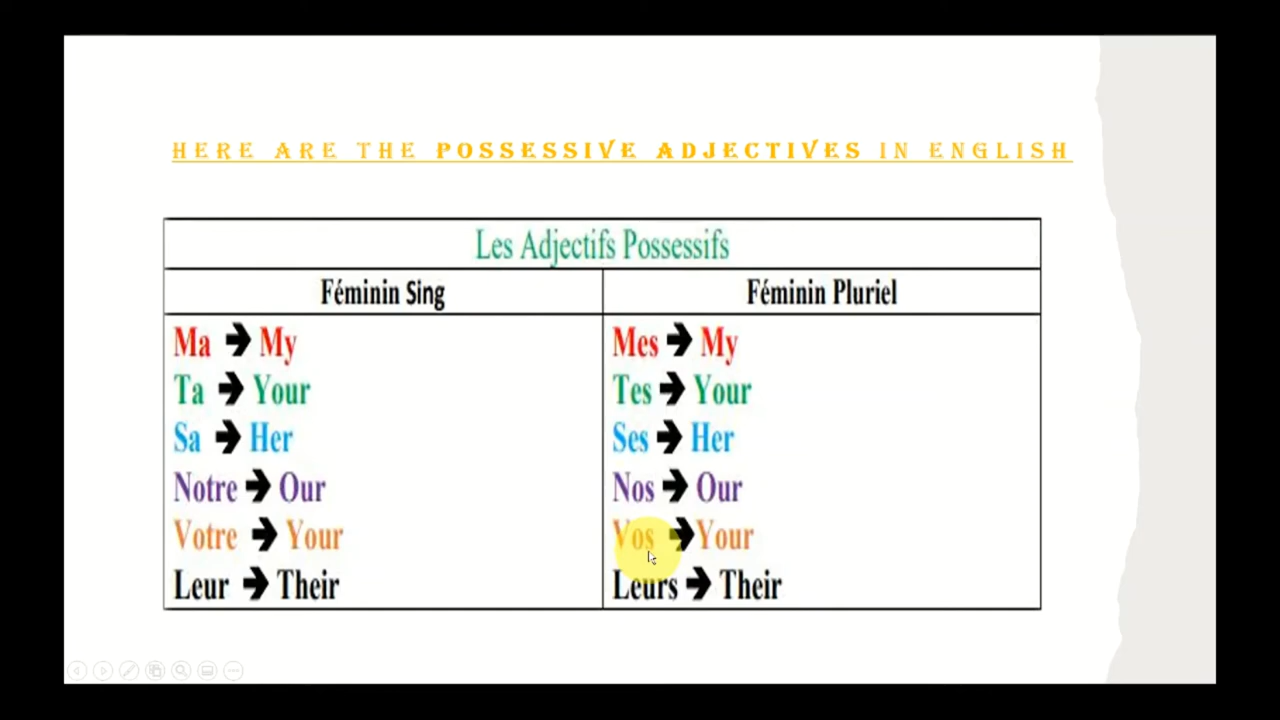 HERE ARE THE POSSESSIVE ADJECTIVES IN ENGLISH
Les Adjectifs Possessifs
Féminin Sing
Féminin Pluriel
Ma ➔ My
Mes ➔ My
Ta ➔ Your
Tes ➔ Your
Sa ➔ Her
Ses ➔ Her
Notre ➔ Our
Nos ➔ Our
Votre ➔ Your
Vos ➔ Your
Leur ➔ Their
Leurs ➔ Their